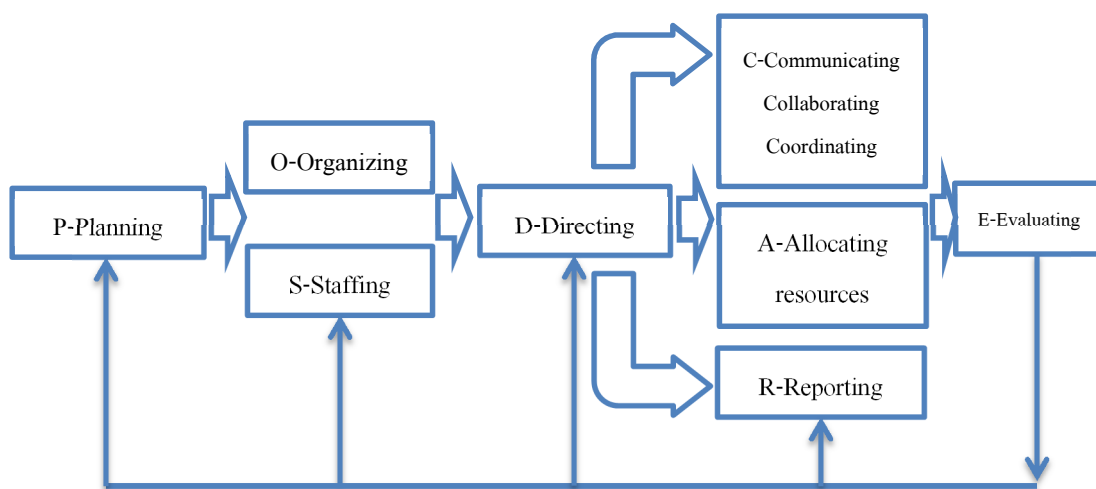 P-Planning
O-Organizing
S-Staffing
D-Directing
C-Communicating
Collaborating
Coordinating
A-Allocating
resources
R-Reporting
E-Evaluating